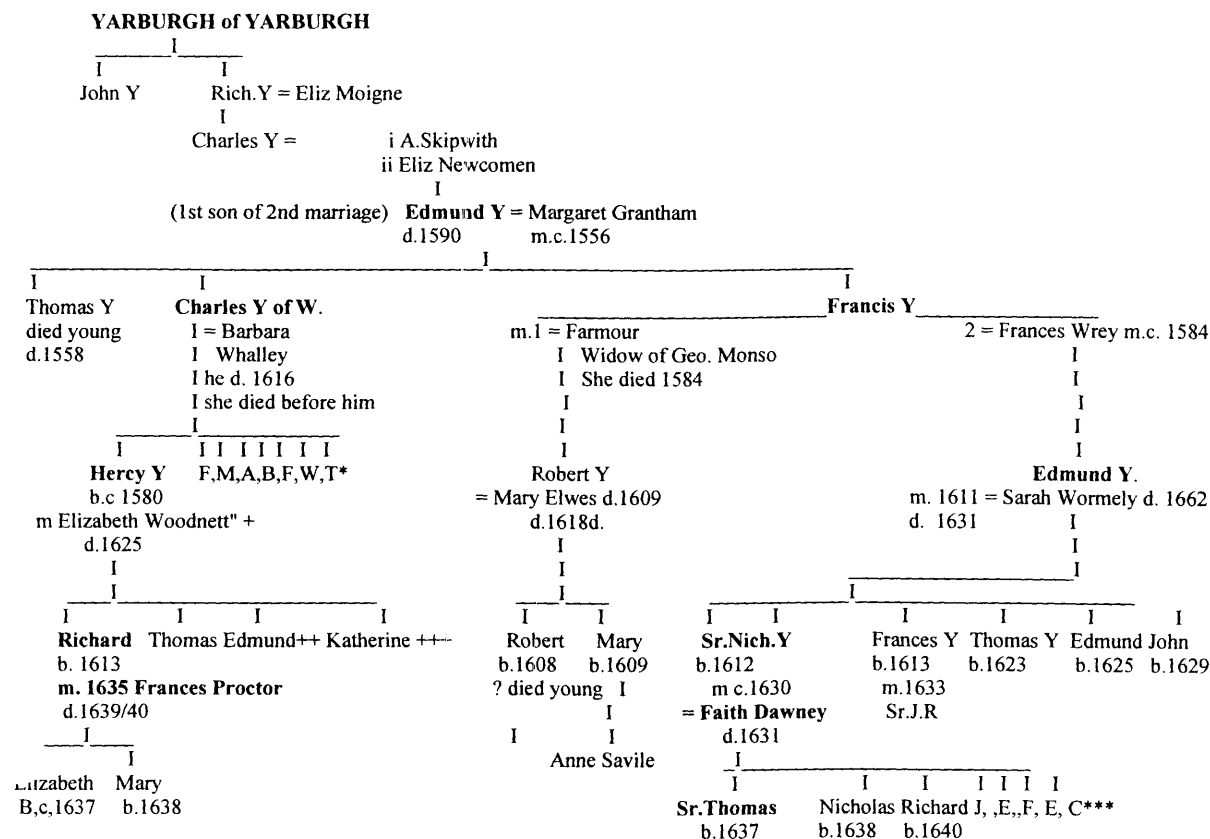 YARBURGH of YARBURGH
John Y Rich.Y = Eliz Moigne
Charles Y = i A.Skipwith
ii Eliz Newcomen
(1st son of 2nd marriage) Edmund Y = Margaret Grantham
d.1590 m.c.1556
Thomas Y Charles Y of W. Francis Y
died young = Barbara m.1 = Farmour 2 = Frances Wrey m.c. 1584
d.1558 Whalley Widow of Geo. Monso
he d. 1616 She died 1584
she died before him
Hercy Y F,M,A,B,F,W,T* Robert Y Edmund Y.
b.c 1580 = Mary Elwes d.1609 m. 1611 = Sarah Wormely d. 1662
m Elizabeth Woodnett" + d.1618d. d. 1631
d.1625
Richard Thomas Edmund++ Katherine ++- Robert Mary Sr.Nich.Y Frances Y Thomas Y Edmund John
b. 1613 b.1608 b.1609 b.1612 b.1613 b.1623 b.1625 b.1629
m. 1635 Frances Proctor ? died young m c.1630 m.1633
d.1639/40 = Faith Dawney Sr.J.R
d.1631
Anne Savile
Elizabeth Mary Sr.Thomas Nicholas Richard J, ,E,,F, E, C***
B,c,1637 b.1638 b.1637 b.1638 b.1640